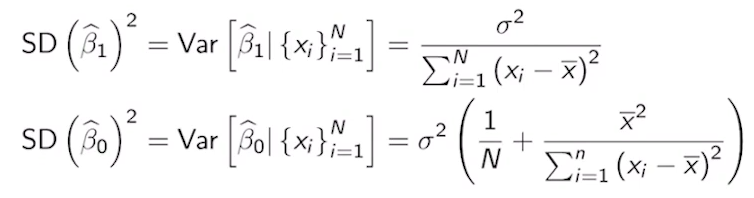 SD (β̂₁)² = Var [β̂₁| {xᵢ}ᵢ₌₁ᴺ] = σ² / ∑ᵢ₌₁ᴺ (xᵢ − x̅)²
SD (β̂₀)² = Var [β̂₀| {xᵢ}ᵢ₌₁ᴺ] = σ² (1/N + x̅² / ∑ᵢ₌₁ⁿ (xᵢ − x̅)²)